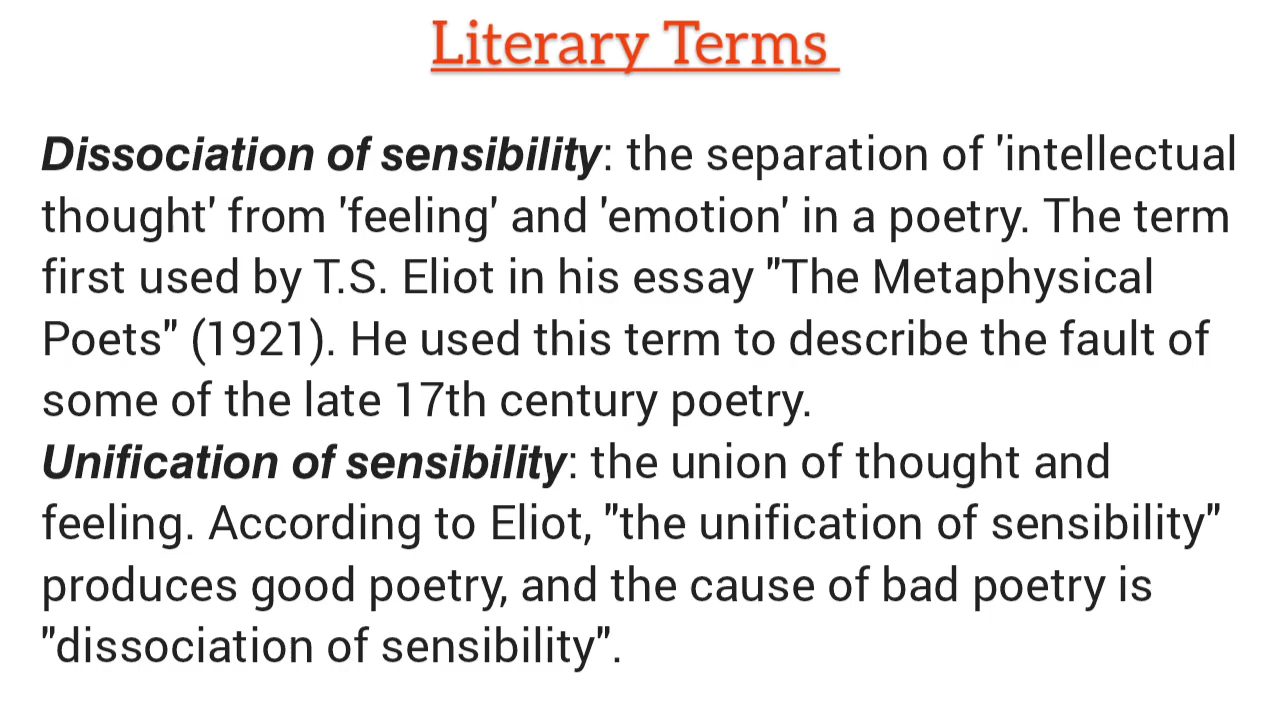 Literary Terms
Dissociation of sensibility: the separation of 'intellectual
thought' from 'feeling' and 'emotion' in a poetry. The term
first used by T.S. Eliot in his essay "The Metaphysical
Poets" (1921). He used this term to describe the fault of
some of the late 17th century poetry.
Unification of sensibility: the union of thought and
feeling. According to Eliot, "the unification of sensibility"
produces good poetry, and the cause of bad poetry is
"dissociation of sensibility".